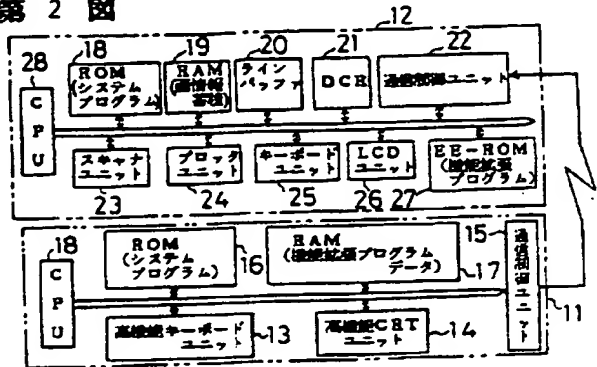 第2図
12
28
CPU
18
ROM
(システム
プログラム)
19
RAM
(画情報
蓄積)
20
ライン
バッファ
21
DCR
22
通信制御ユニット
スキャナ
ユニット
23
プロッタ
ユニット
24
キーボード
ユニット
25
LCD
ユニット
26
EE-ROM
(機能拡張
プログラム)
27
18
CPU
ROM
(システム
プログラム)
16
RAM
(機能拡張プログラム
データ)
17
15
通信制御ユニット
11
高機能キーボード
ユニット
13
高機能CRT
ユニット
14